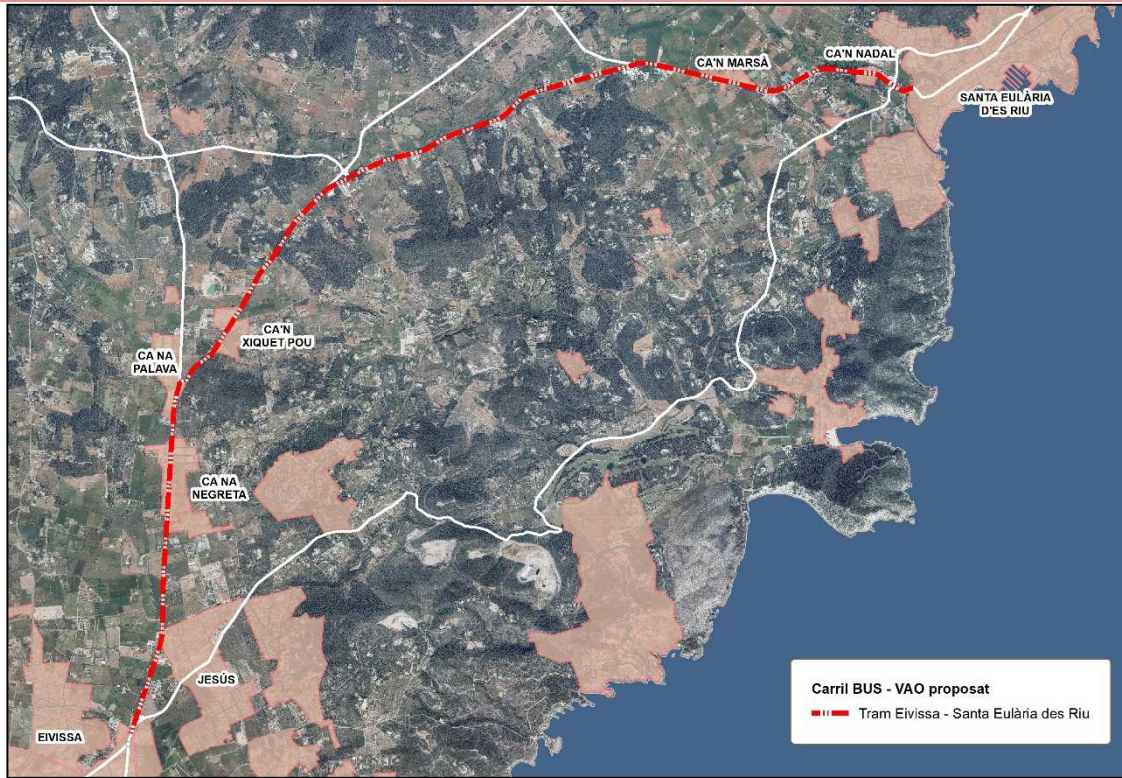 CA'N NADAL
CA'N MARSÀ
SANTA EULÀRIA
D'ES RIU
CA'N
XIQUET POU
CA NA
PALAVA
CA NA
NEGRETA
JESÚS
EIVISSA
Carril BUS - VAO proposat
Tram Eivissa - Santa Eulària des Riu